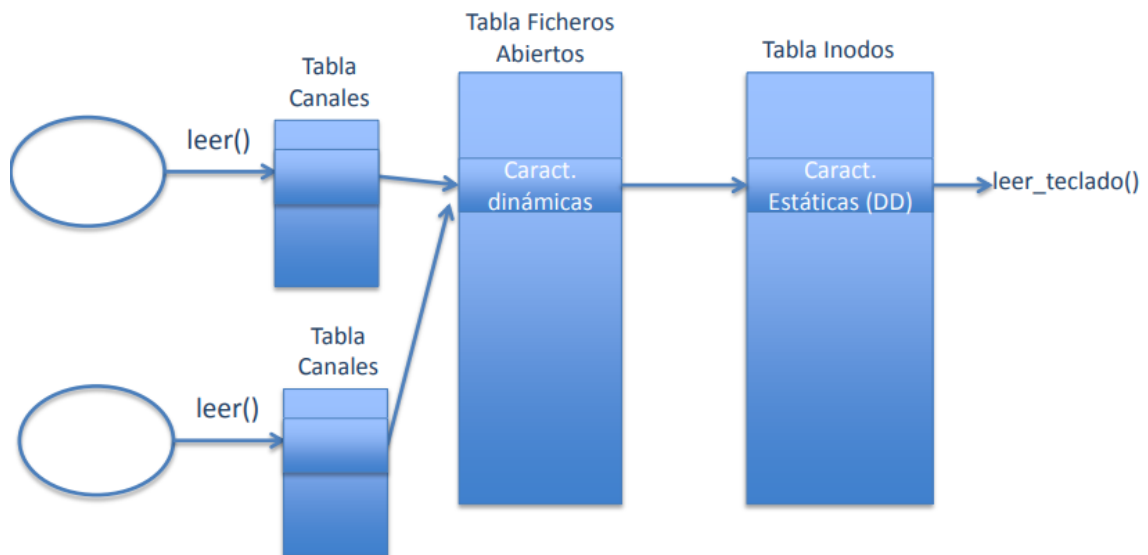 Tabla Ficheros
Abiertos
Tabla Inodos
Tabla
Canales
leer()
Caract.
dinámicas
Caract.
Estáticas (DD)
leer_teclado()
Tabla
Canales
leer()